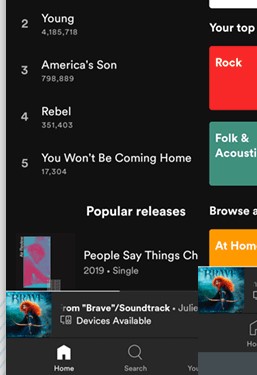 2 Young
4,185,718
3 America's Son
798,889
4 Rebel
351,403
5 You Won't Be Coming Home
17,304
Popular releases
People Say Things Ch
2019 • Single
BRAVE
rom "Brave"/Soundtrack • Julie
Devices Available
Home
Search
You
Your top
Rock
Folk &
Acousti
Browse a
At Hom
BRAVE
Ho